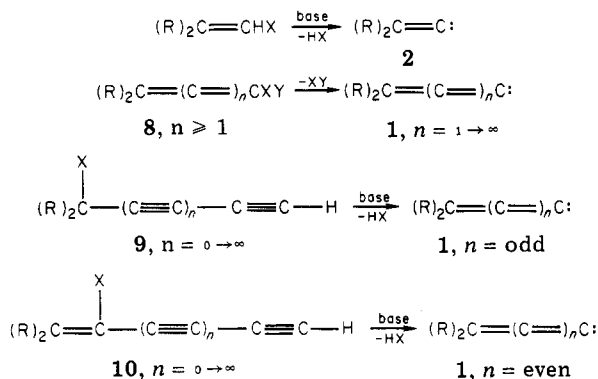 (R)₂C=CHX base -HX (R)₂C=C:
2
(R)₂C=(C=)ₙCXY -XY (R)₂C=(C=)ₙC:
8, n ⩾ 1 1, n = 1→∞
X
(R)₂C—(C≡C)ₙ—C≡C—H base -HX (R)₂C=(C=)ₙC:
9, n = 0→∞ 1, n = odd
X
(R)₂C=C—(C≡C)ₙ—C≡C—H base -HX (R)₂C=(C=)ₙC:
10, n = 0→∞ 1, n = even